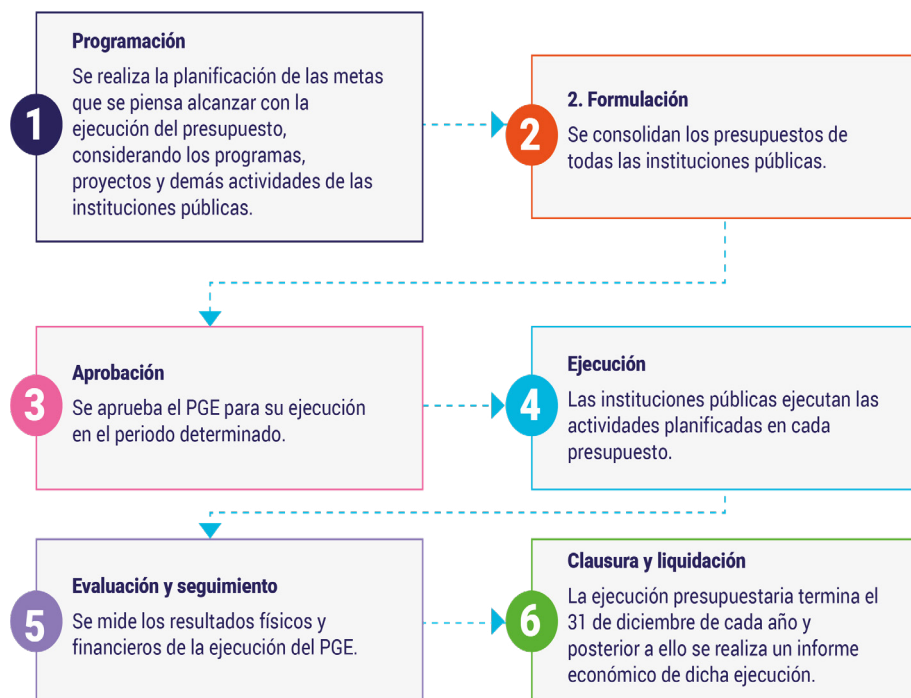 1
Programación
Se realiza la planificación de las metas
que se piensa alcanzar con la
ejecución del presupuesto,
considerando los programas,
proyectos y demás actividades de las
instituciones públicas.
2
2. Formulación
Se consolidan los presupuestos de
todas las instituciones públicas.
3
Aprobación
Se aprueba el PGE para su ejecución
en el periodo determinado.
4
Ejecución
Las instituciones públicas ejecutan las
actividades planificadas en cada
presupuesto.
5
Evaluación y seguimiento
Se mide los resultados físicos y
financieros de la ejecución del PGE.
6
Clausura y liquidación
La ejecución presupuestaria termina el
31 de diciembre de cada año y
posterior a ello se realiza un informe
económico de dicha ejecución.